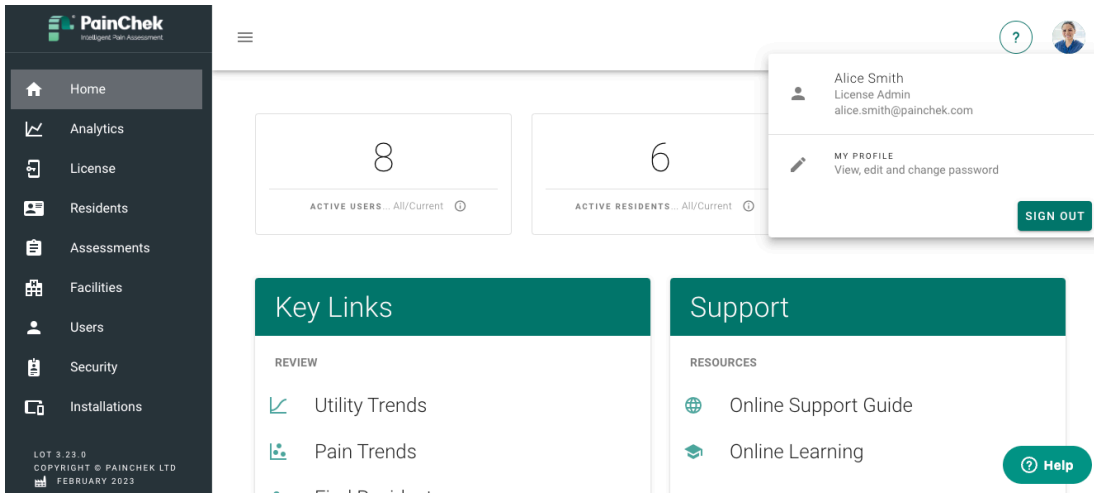 PainChek
Intelligent Pain Assessment
?
Home
Analytics
License
Residents
Assessments
Facilities
Users
Security
Installations
LOT 3.23.0
COPYRIGHT © PAINCHEK LTD
FEBRUARY 2023
Alice Smith
License Admin
alice.smith@painchek.com
MY PROFILE
View, edit and change password
SIGN OUT
8
ACTIVE USERS... All/Current
6
ACTIVE RESIDENTS... All/Current
Key Links
REVIEW
Utility Trends
Pain Trends
Support
RESOURCES
Online Support Guide
Online Learning
? Help